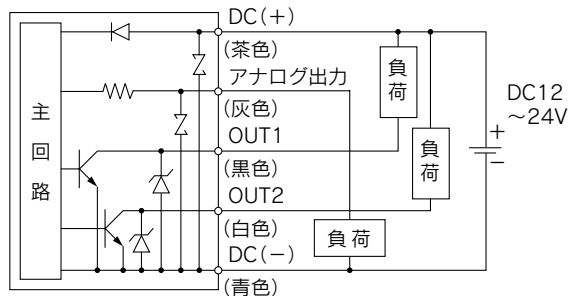 DC(+)
(茶色)
アナログ出力
(灰色)
OUT1
(黒色)
OUT2
(白色)
DC(−)
(青色)
主回路
負荷
負荷
負荷
DC12
～24V
+
−